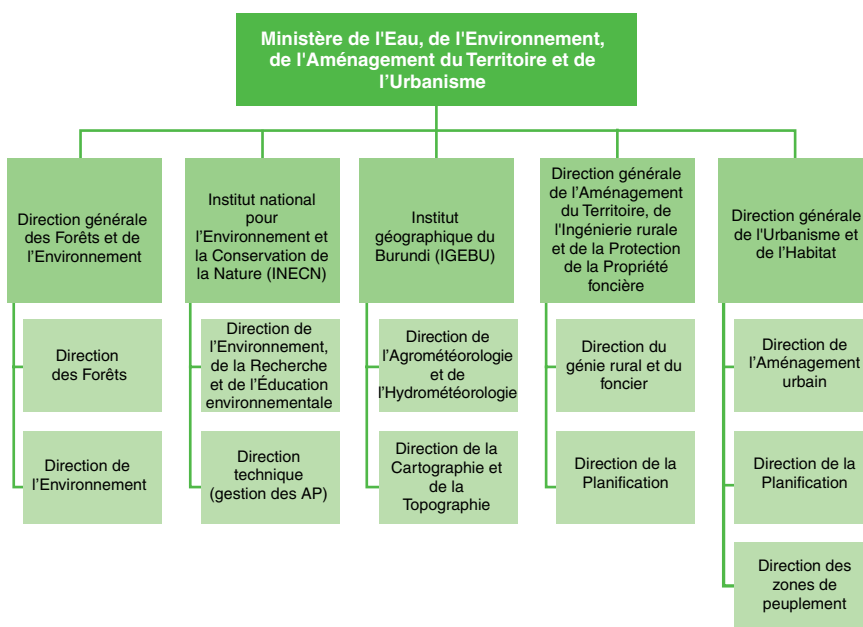 Ministère de l'Eau, de l'Environnement,
de l'Aménagement du Territoire et de
l'Urbanisme
Direction générale
des Forêts et de
l'Environnement
Institut national
pour
l'Environnement et
la Conservation de
la Nature (INECN)
Institut
géographique du
Burundi (IGEBU)
Direction générale
de l'Aménagement
du Territoire, de
l'Ingénierie rurale
et de la Protection
de la Propriété
foncière
Direction générale
de l'Urbanisme et
de l'Habitat
Direction
des Forêts
Direction de
l'Environnement,
de la Recherche
et de l'Éducation
environnementale
Direction de
l'Agrométéorologie
et de
l'Hydrométéorologie
Direction du
génie rural et du
foncier
Direction de
l'Aménagement
urbain
Direction de
l'Environnement
Direction
technique
(gestion des AP)
Direction de la
Cartographie et
de la
Topographie
Direction de la
Planification
Direction de la
Planification
Direction des
zones de
peuplement